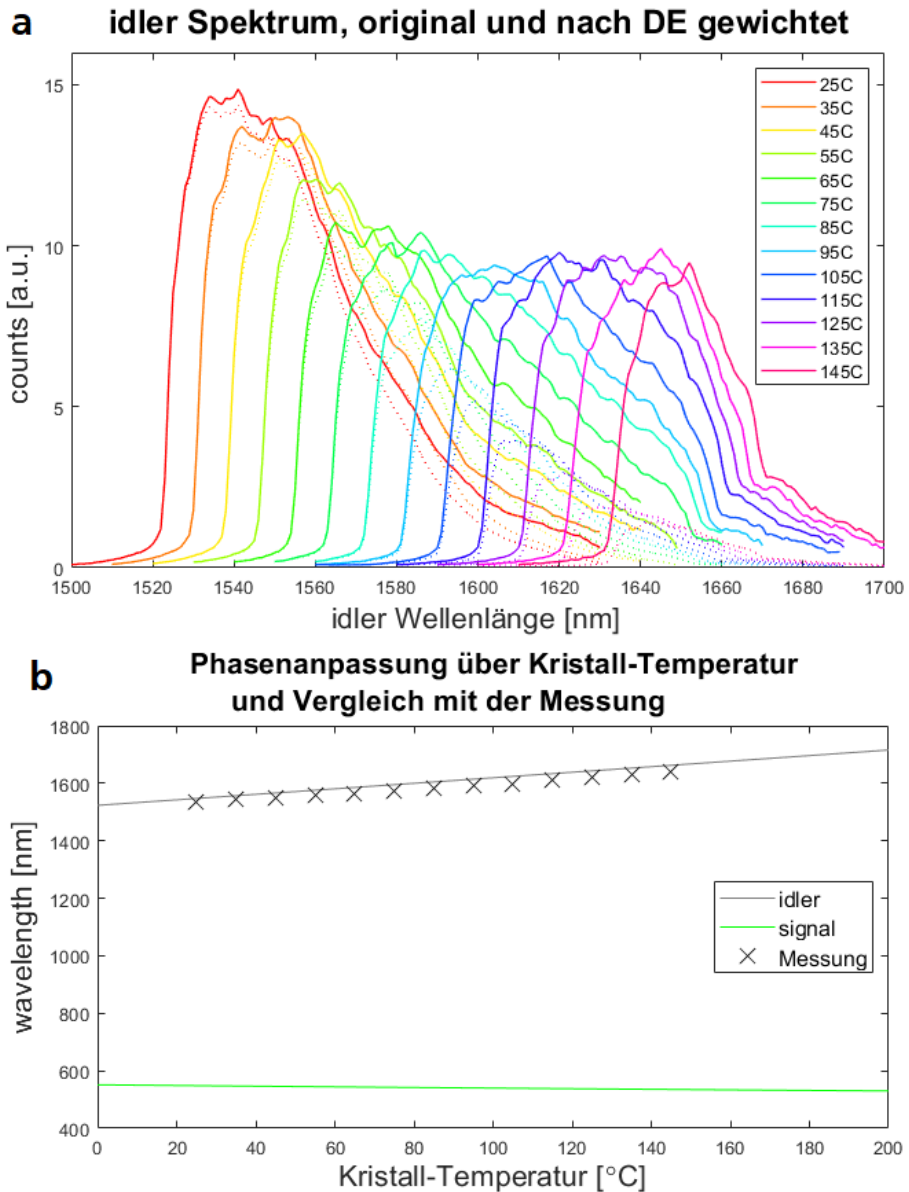 a
idler Spektrum, original und nach DE gewichtet
15
10
5
0
counts [a.u.]
25C
35C
45C
55C
65C
75C
85C
95C
105C
115C
125C
135C
145C
1500 1520 1540 1560 1580 1600 1620 1640 1660 1680 1700
idler Wellenlänge [nm]
b
Phasenanpassung über Kristall-Temperatur
und Vergleich mit der Messung
1800
1600
1400
1200
1000
800
600
400
wavelength [nm]
idler
signal
Messung
0 20 40 60 80 100 120 140 160 180 200
Kristall-Temperatur [°C]